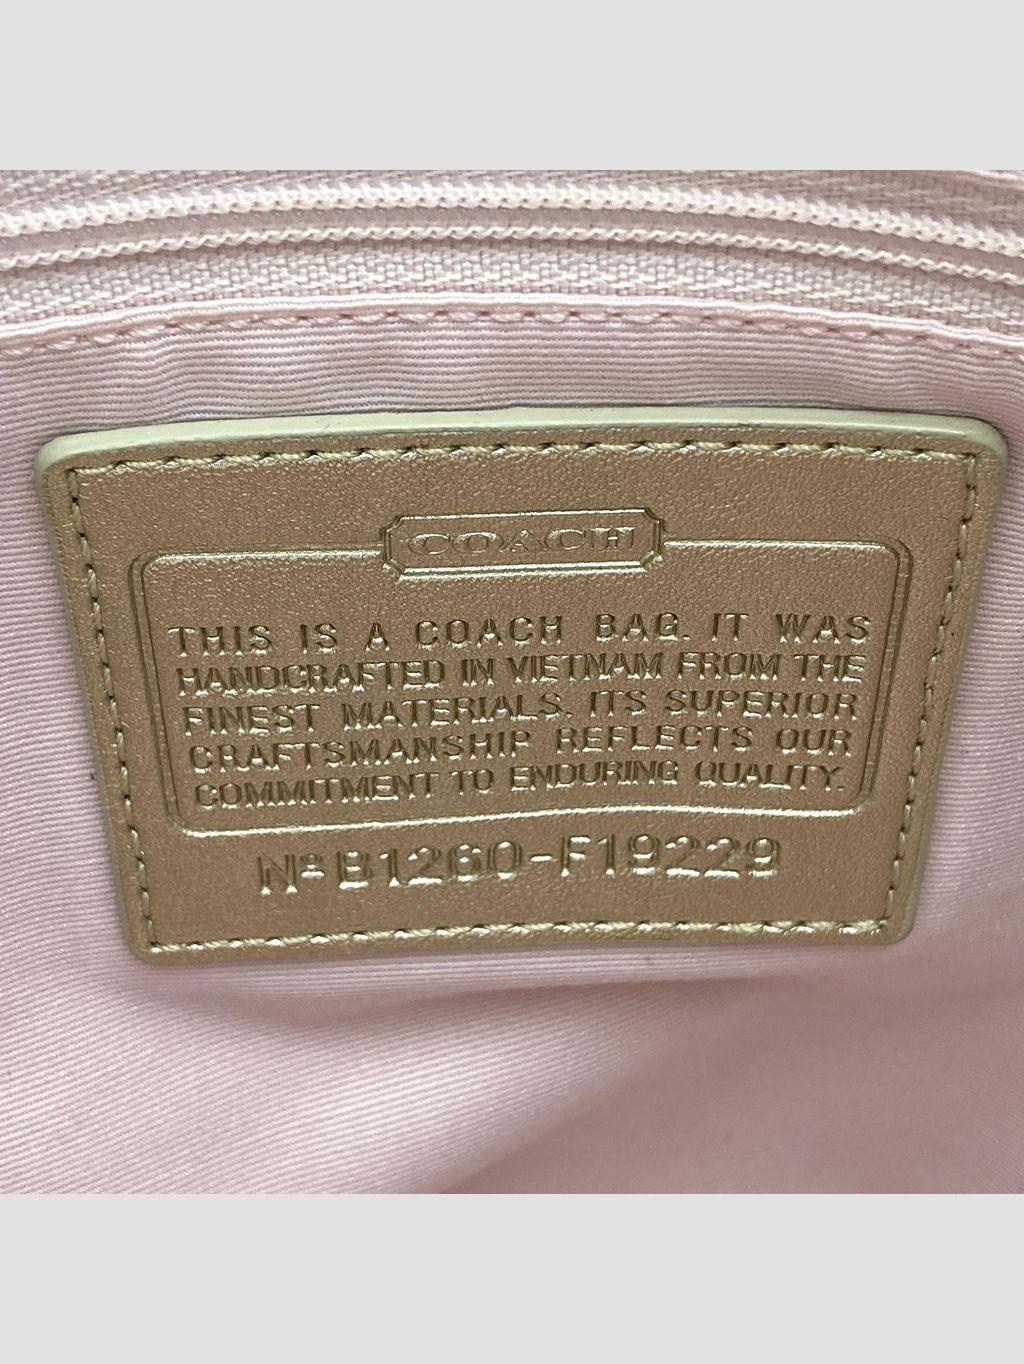 COACH
THIS IS A COACH BAG. IT WAS
HANDCRAFTED IN VIETNAM FROM THE
FINEST MATERIALS. ITS SUPERIOR
CRAFTSMANSHIP REFLECTS OUR
COMMITMENT TO ENDURING QUALITY.
Nº B1260-F19229